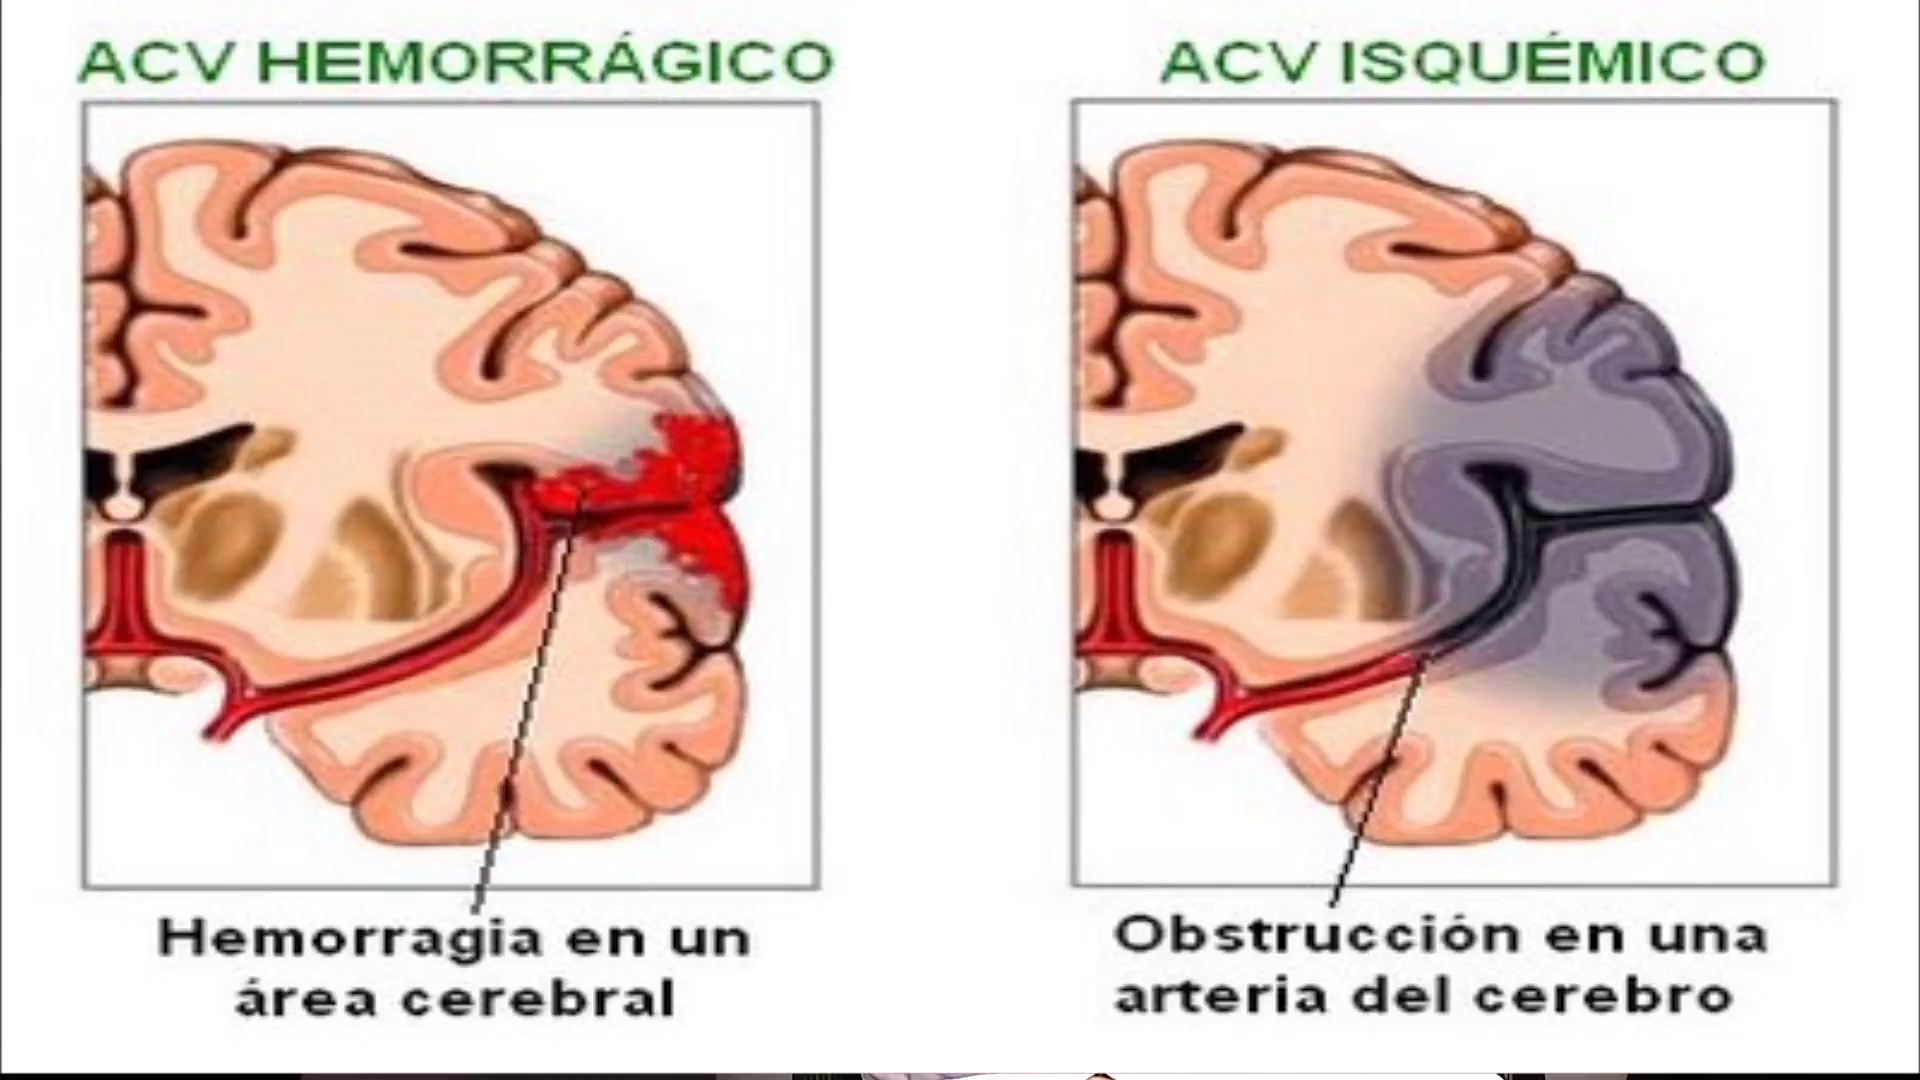 ACV HEMORRÁGICO
ACV ISQUÉMICO
Hemorragia en un
área cerebral
Obstrucción en una
arteria del cerebro